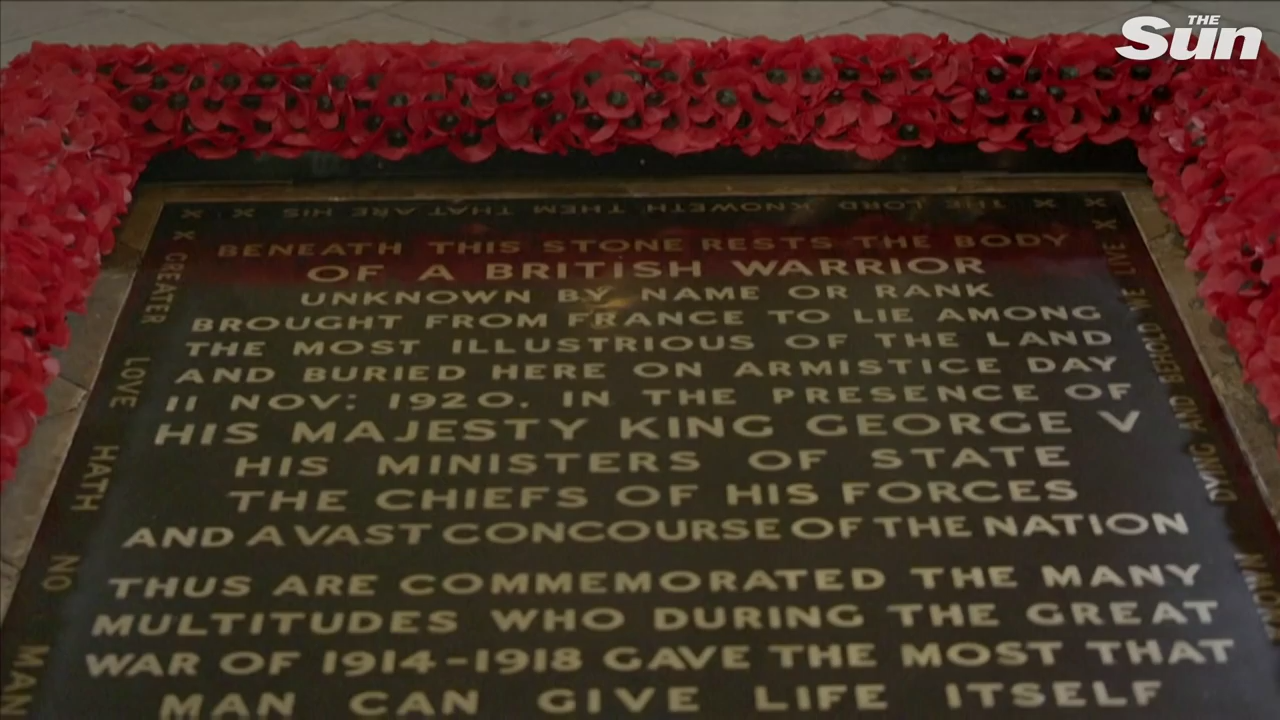 THE Sun
THE LORD KNOWETH THEM THAT ARE HIS
BENEATH THIS STONE RESTS THE BODY
OF A BRITISH WARRIOR
UNKNOWN BY NAME OR RANK
BROUGHT FROM FRANCE TO LIE AMONG
THE MOST ILLUSTRIOUS OF THE LAND
AND BURIED HERE ON ARMISTICE DAY
11 NOV: 1920. IN THE PRESENCE OF
HIS MAJESTY KING GEORGE V
HIS MINISTERS OF STATE
THE CHIEFS OF HIS FORCES
AND A VAST CONCOURSE OF THE NATION
THUS ARE COMMEMORATED THE MANY
MULTITUDES WHO DURING THE GREAT
WAR OF 1914-1918 GAVE THE MOST THAT
MAN CAN GIVE LIFE ITSELF
GREATER LOVE HATH NO MAN
DYING AND BEHOLD WE LIVE